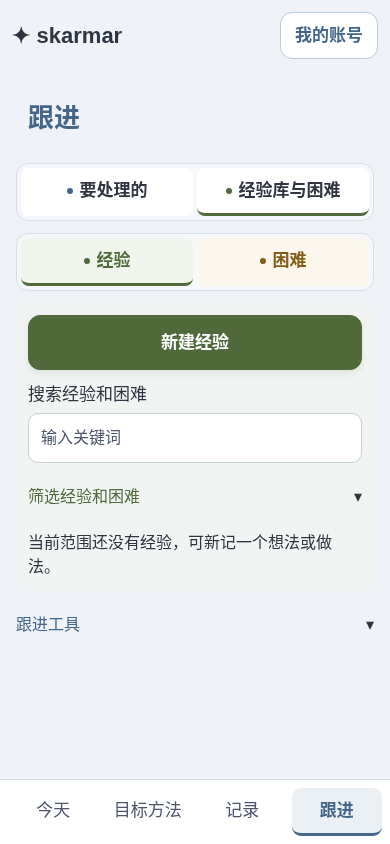 ✦ skarmar
我的账号
跟进
要处理的
经验库与困难
经验
困难
新建经验
搜索经验和困难
输入关键词
筛选经验和困难 ▼
当前范围还没有经验，可新记一个想法或做
法。
跟进工具 ▼
今天
目标方法
记录
跟进